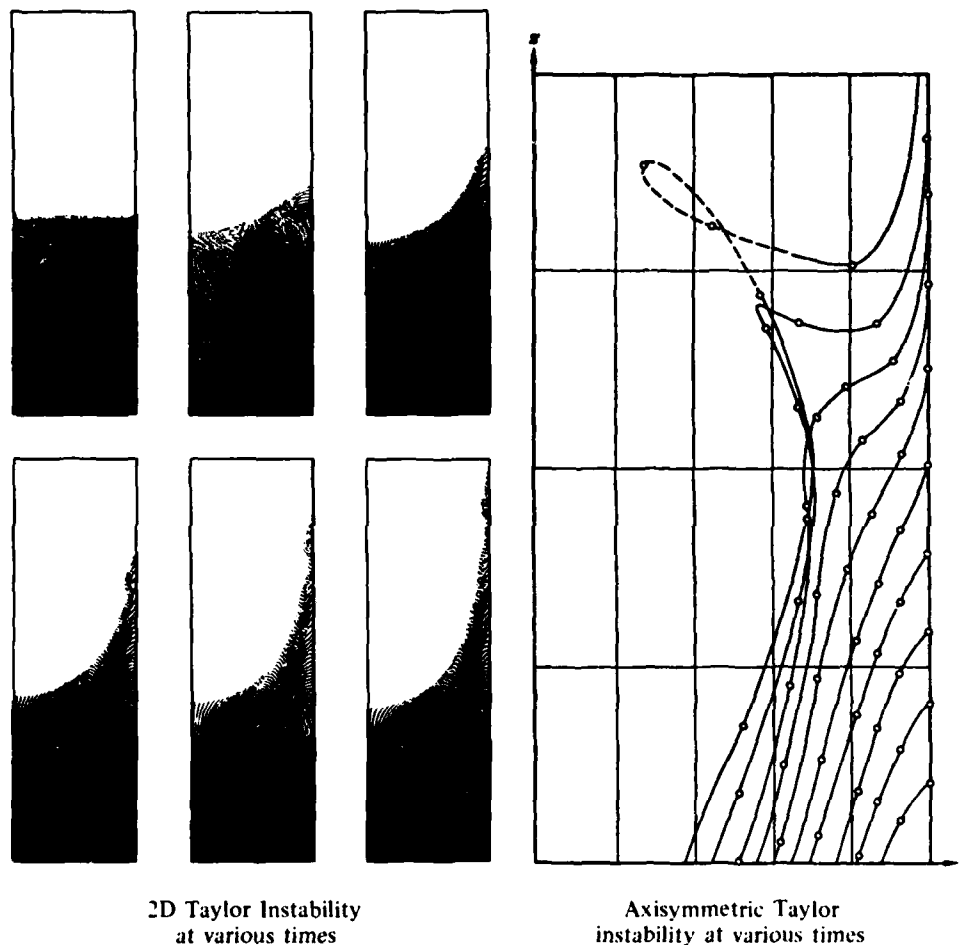 z
2D Taylor Instability
at various times
Axisymmetric Taylor
instability at various times